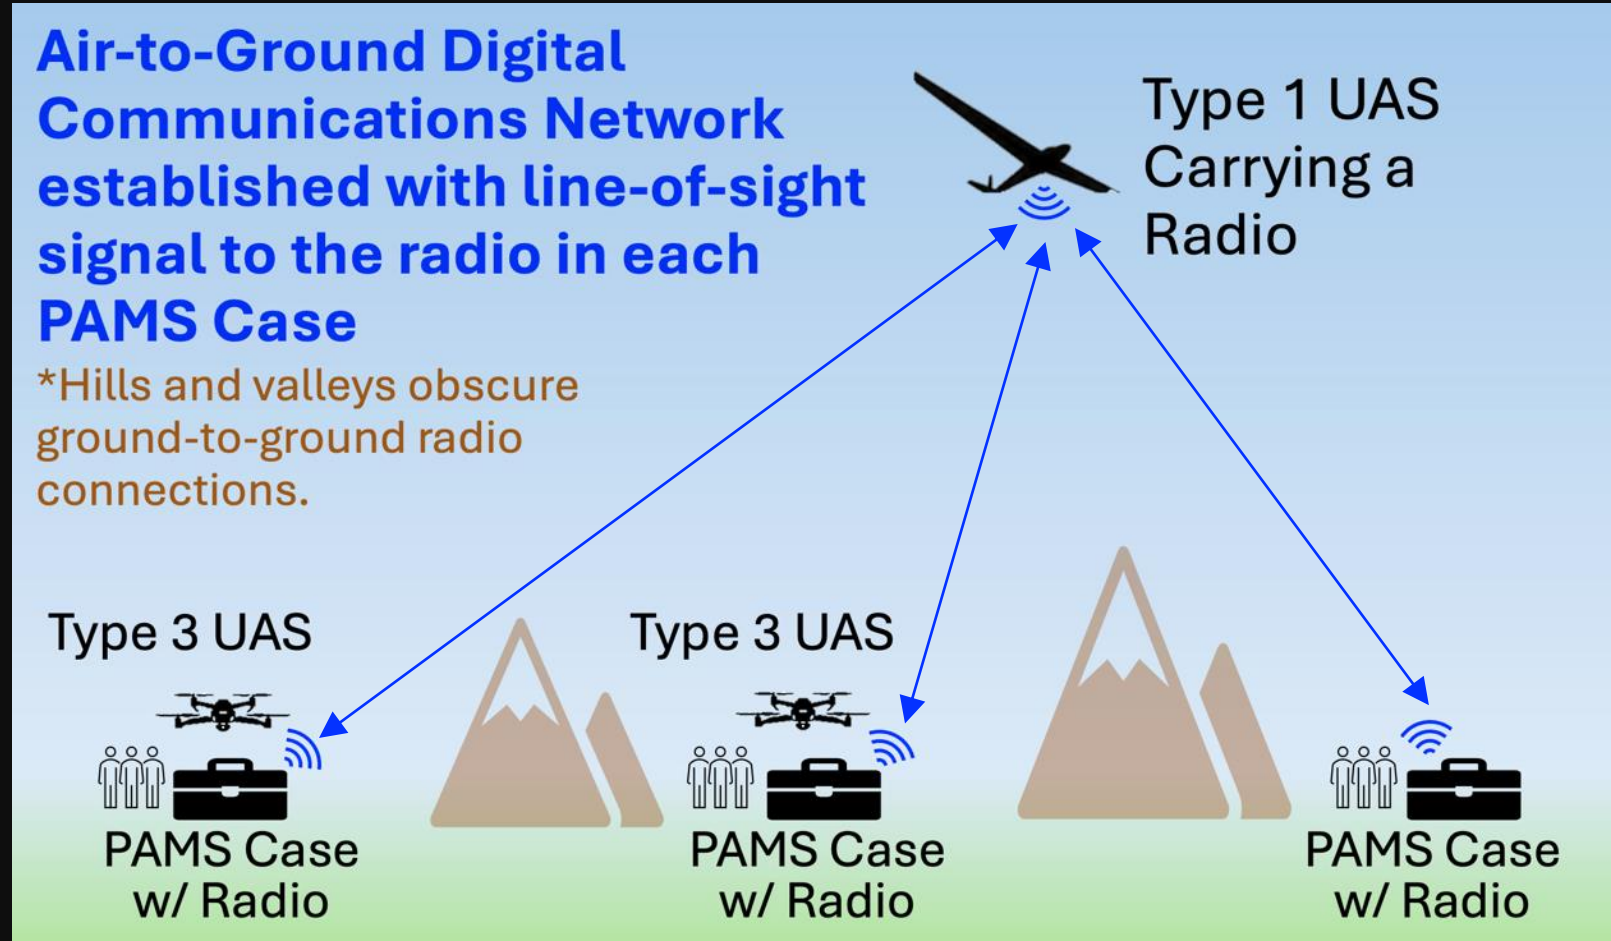 Air-to-Ground Digital
Communications Network
established with line-of-sight
signal to the radio in each
PAMS Case
*Hills and valleys obscure
ground-to-ground radio
connections.
Type 1 UAS
Carrying a
Radio
Type 3 UAS
Type 3 UAS
PAMS Case
w/ Radio
PAMS Case
w/ Radio
PAMS Case
w/ Radio